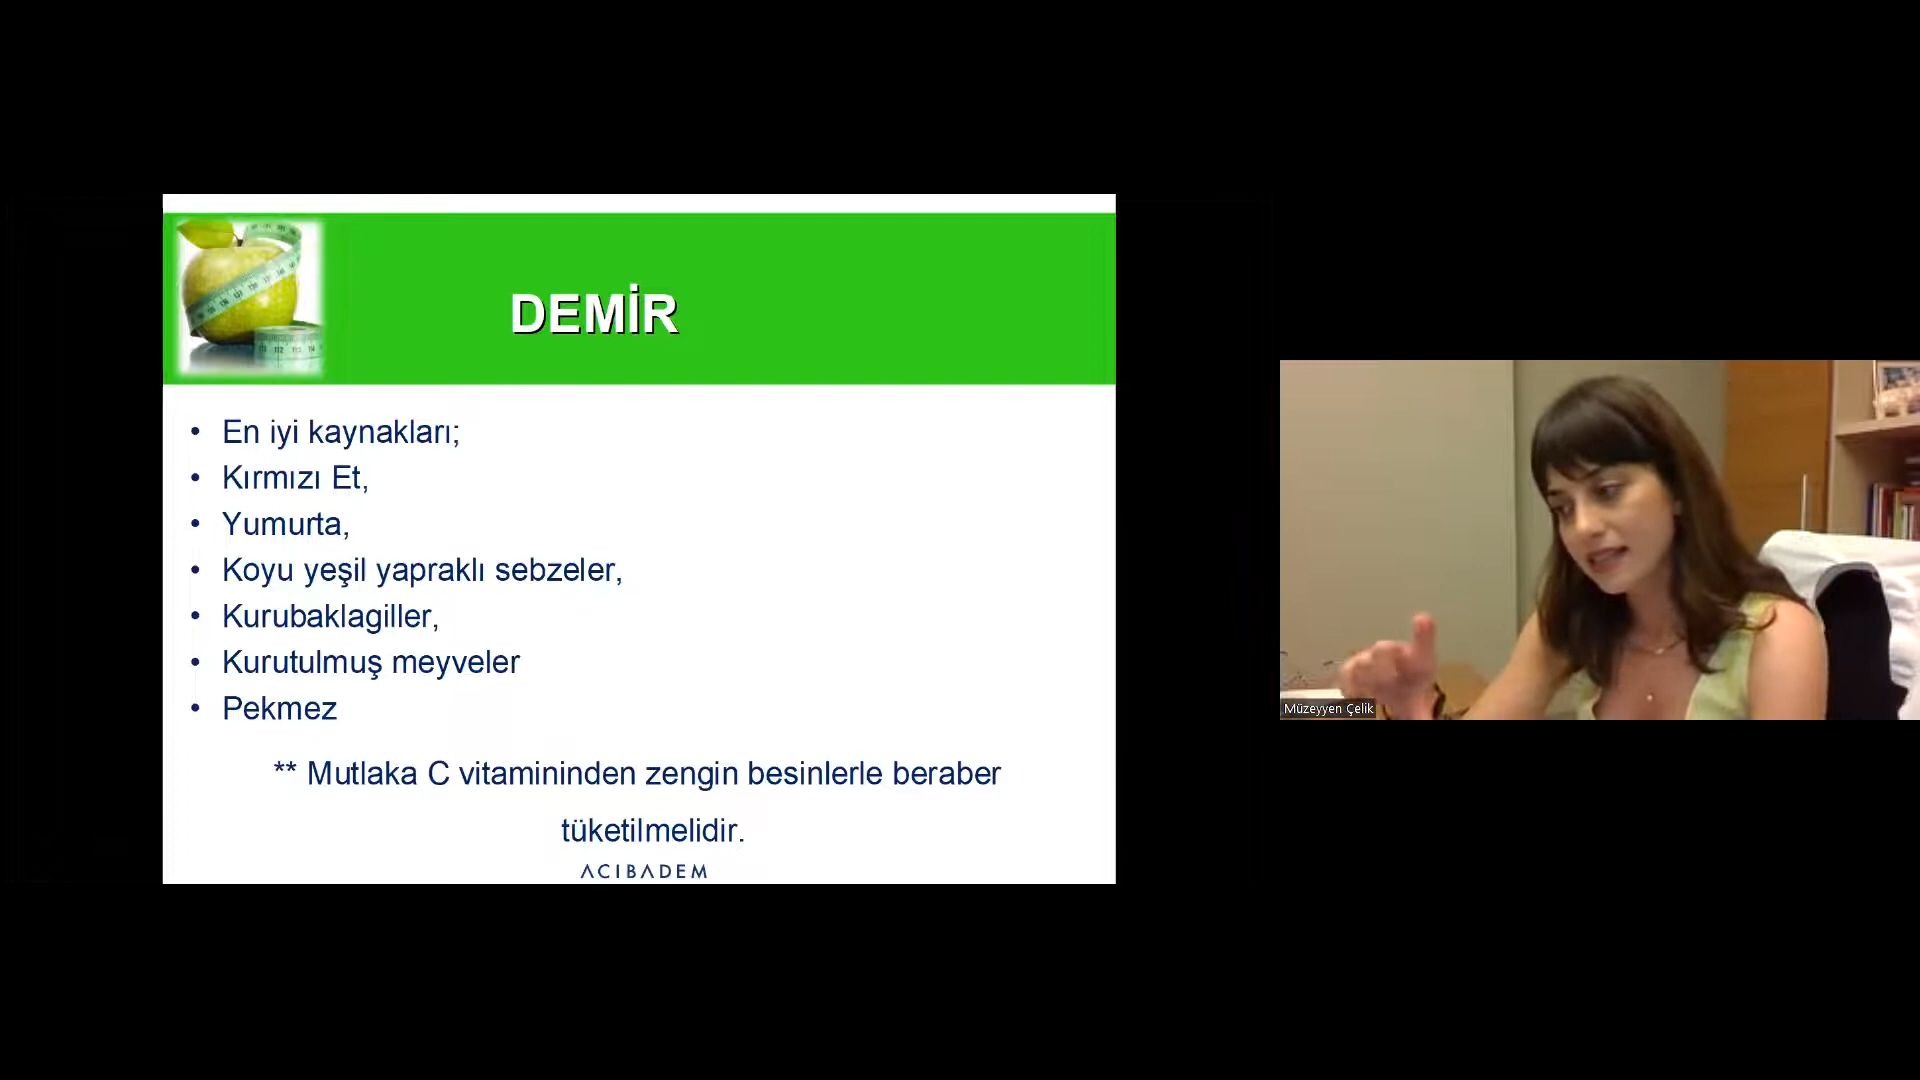 DEMİR
• En iyi kaynakları;
• Kırmızı Et,
• Yumurta,
• Koyu yeşil yapraklı sebzeler,
• Kurubaklagiller,
• Kurutulmuş meyveler
• Pekmez
** Mutlaka C vitamininden zengin besinlerle beraber
tüketilmelidir.
ACIBADEM
Müzeyyen Çelik